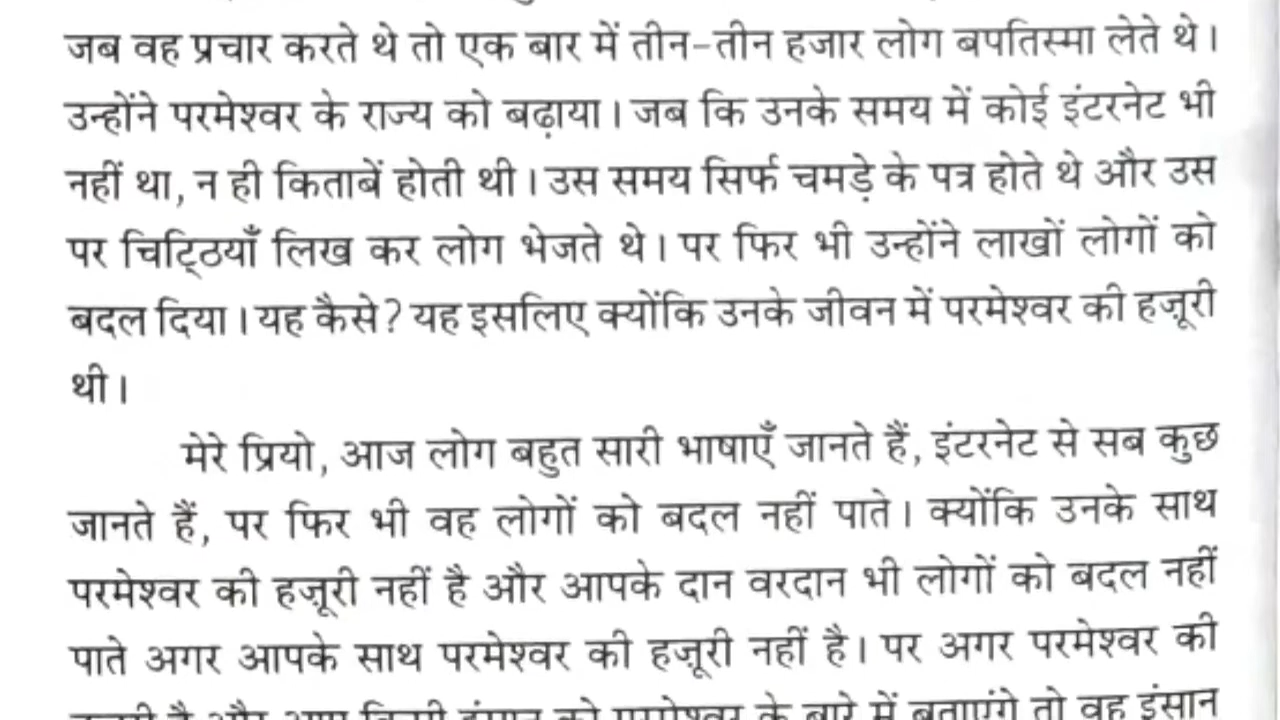 जब वह प्रचार करते थे तो एक बार में तीन-तीन हजार लोग बपतिस्मा लेते थे।
उन्होंने परमेश्वर के राज्य को बढ़ाया। जब कि उनके समय में कोई इंटरनेट भी
नहीं था, न ही किताबें होती थी। उस समय सिर्फ चमड़े के पत्र होते थे और उस
पर चिट्ठियाँ लिख कर लोग भेजते थे। पर फिर भी उन्होंने लाखों लोगों को
बदल दिया। यह कैसे? यह इसलिए क्योंकि उनके जीवन में परमेश्वर की हज़ूरी
थी।
मेरे प्रियो, आज लोग बहुत सारी भाषाएँ जानते हैं, इंटरनेट से सब कुछ
जानते हैं, पर फिर भी वह लोगों को बदल नहीं पाते। क्योंकि उनके साथ
परमेश्वर की हज़ूरी नहीं है और आपके दान वरदान भी लोगों को बदल नहीं
पाते अगर आपके साथ परमेश्वर की हज़ूरी नहीं है। पर अगर परमेश्वर की
के बारे में बताएंगे तो वह इंसान